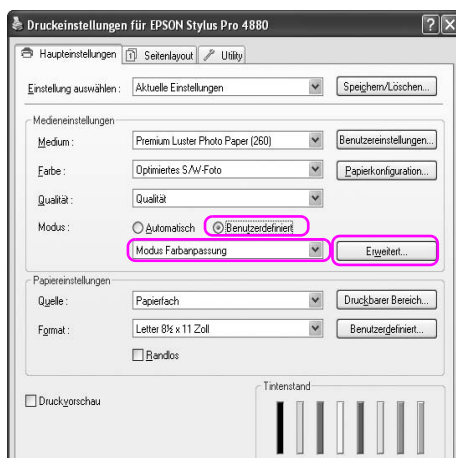 Druckeinstellungen für EPSON Stylus Pro 4880
Haupteinstellungen Seitenlayout Utility
Einstellung auswählen : Aktuelle Einstellungen Speichern/Löschen...
Medieneinstellungen
Medium : Premium Luster Photo Paper (260) Benutzereinstellungen...
Farbe : Optimiertes S/W-Foto Papierkonfiguration...
Qualität : Qualität
Modus : Automatisch Benutzerdefiniert
Modus Farbanpassung Erweitert...
Papiereinstellungen
Quelle : Papierfach Druckbarer Bereich...
Format : Letter 8½ x 11 Zoll Benutzerdefiniert...
Randlos
Druckvorschau
Tintenstand